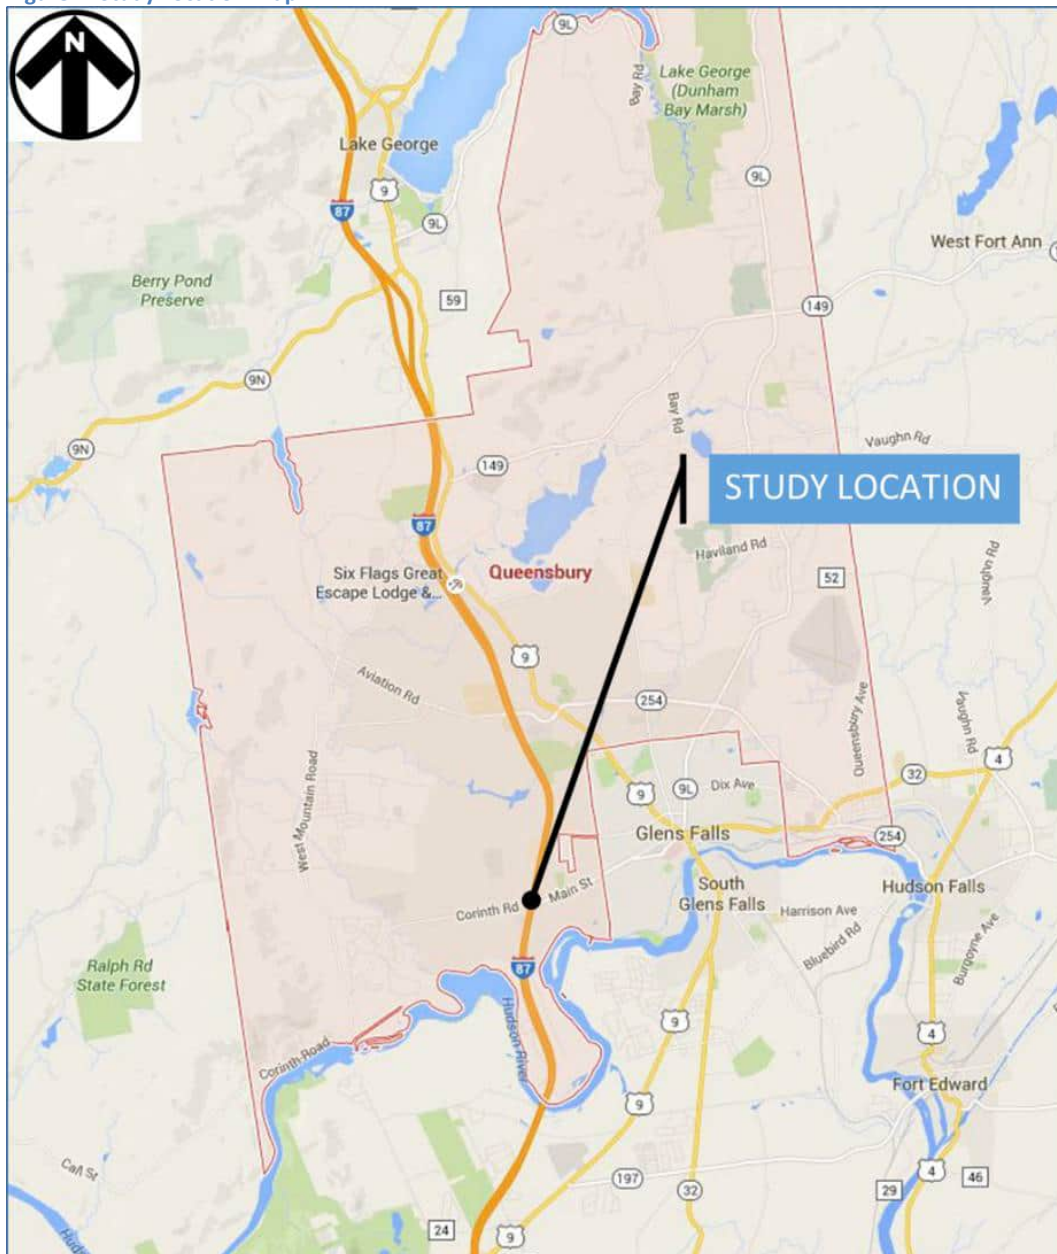 N
9L
Bay Rd
Lake George
(Dunham
Bay Marsh)
Lake George
9
87
9L
9L
West Fort Ann
Berry Pond
Preserve
59
149
9N
9N
Bay Rd
Vaughn Rd
149
STUDY LOCATION
87
Haviland Rd
Vaughn Rd
Six Flags Great
Escape Lodge &...
Queensbury
52
9
Aviation Rd
254
Queensbury Ave
Vaughn Rd
4
32
West Mountain Road
9
9L
Dix Ave
Glens Falls
254
Corinth Rd
Main St
South
Glens Falls
Hudson Falls
Harrison Ave
Bluebird Rd
Burgoyne Ave
87
Ralph Rd
State Forest
Hudson River
9
4
Corinth Road
Fort Edward
9
197
32
4
46
29
24
9